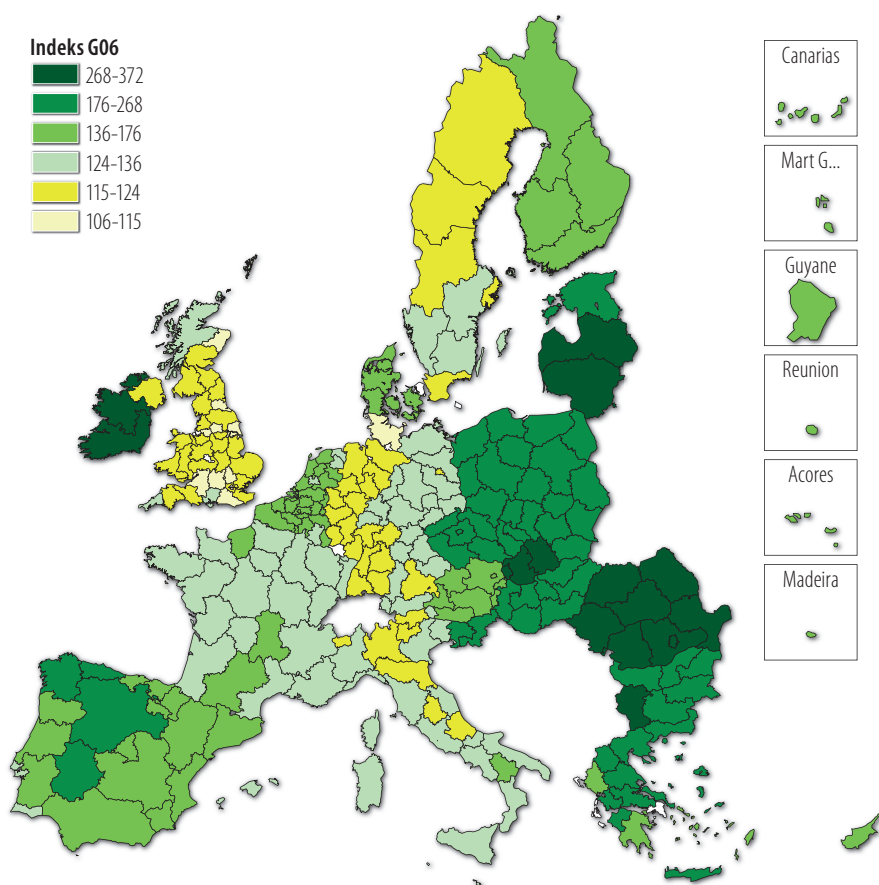 Indeks G06
268-372
176-268
136-176
124-136
115-124
106-115
Canarias
Mart G...
Guyane
Reunion
Acores
Madeira